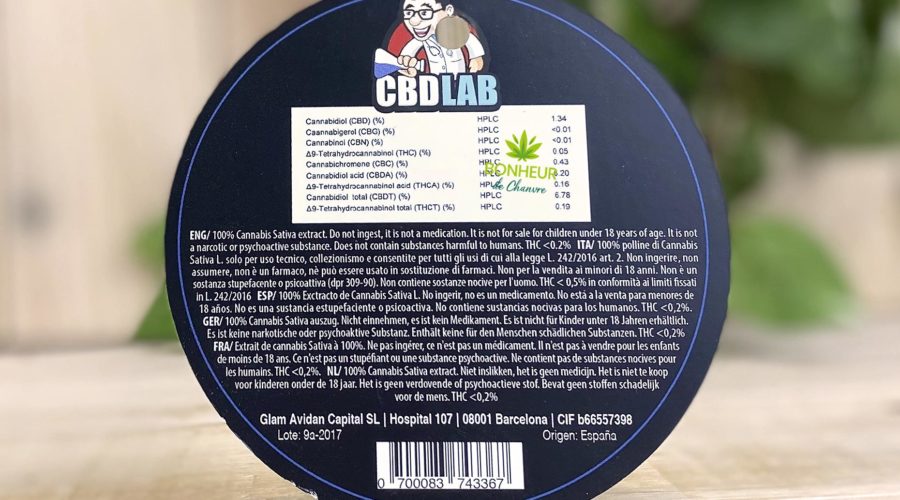 CBDLAB
Cannabidiol (CBD) (%) HPLC 1.34
Caannabigerol (CBG) (%) HPLC <0.01
Cannabinol (CBN) (%) HPLC <0.01
Δ9-Tetrahydrocannabinol (THC) (%) HPLC 0.05
Cannabichromene (CBC) (%) HPLC 0.43
Cannabidiol acid (CBDA) (%) HPLC 6.20
Δ9-Tetrahydrocannabinol acid (THCA) (%) HPLC 0.16
Cannabidiol total (CBDT) (%) HPLC 6.78
Δ9-Tetrahydrocannabinol total (THCT) (%) HPLC 0.19
BONHEUR
de Chanvre
ENG/ 100% Cannabis Sativa extract. Do not ingest, it is not a medication. It is not for sale for children under 18 years of age. It is not
a narcotic or psychoactive substance. Does not contain substances harmful to humans. THC <0.2% ITA/ 100% polline di Cannabis
Sativa L. solo per uso tecnico, collezionismo e consentite per tutti gli usi di cui alla legge L. 242/2016 art. 2. Non ingerire, non
assumere, non è un farmaco, nè può essere usato in sostituzione di farmaci. Non per la vendita ai minori di 18 anni. Non è un
sostanza stupefacente o psicoattiva (dpr 309-90). Non contiene sostanze nocive per l'uomo. THC < 0,5% in conformità ai limiti fissati
in L. 242/2016 ESP/ 100% Exctracto de Cannabis Sativa L. No ingerir, no es un medicamento. No está a la venta para menores de
18 años. No es una sustancia estupefaciente o psicoactiva. No contiene sustancias nocivas para los humanos. THC <0,2%.
GER/ 100% Cannabis Sativa auszug. Nicht einnehmen, es ist kein Medikament. Es ist nicht für Kinder unter 18 Jahren erhältlich.
Es ist keine narkotische oder psychoaktive Substanz. Enthält keine für den Menschen schädlichen Substanzen. THC <0,2%
FRA/ Extrait de cannabis Sativa à 100%. Ne pas ingérer, ce n'est pas un médicament. Il n'est pas à vendre pour les enfants
de moins de 18 ans. Ce n'est pas un stupéfiant ou une substance psychoactive. Ne contient pas de substances nocives pour
les humains. THC <0,2%. NL/ 100% Cannabis Sativa extract. Niet inslikken, het is geen medicijn. Het is niet te koop
voor kinderen onder de 18 jaar. Het is geen verdovende of psychoactieve stof. Bevat geen stoffen schadelijk
voor de mens. THC <0,2%
Glam Avidan Capital SL | Hospital 107 | 08001 Barcelona | CIF b66557398
Lote: 9a-2017 Origen: España
0 700083 743367